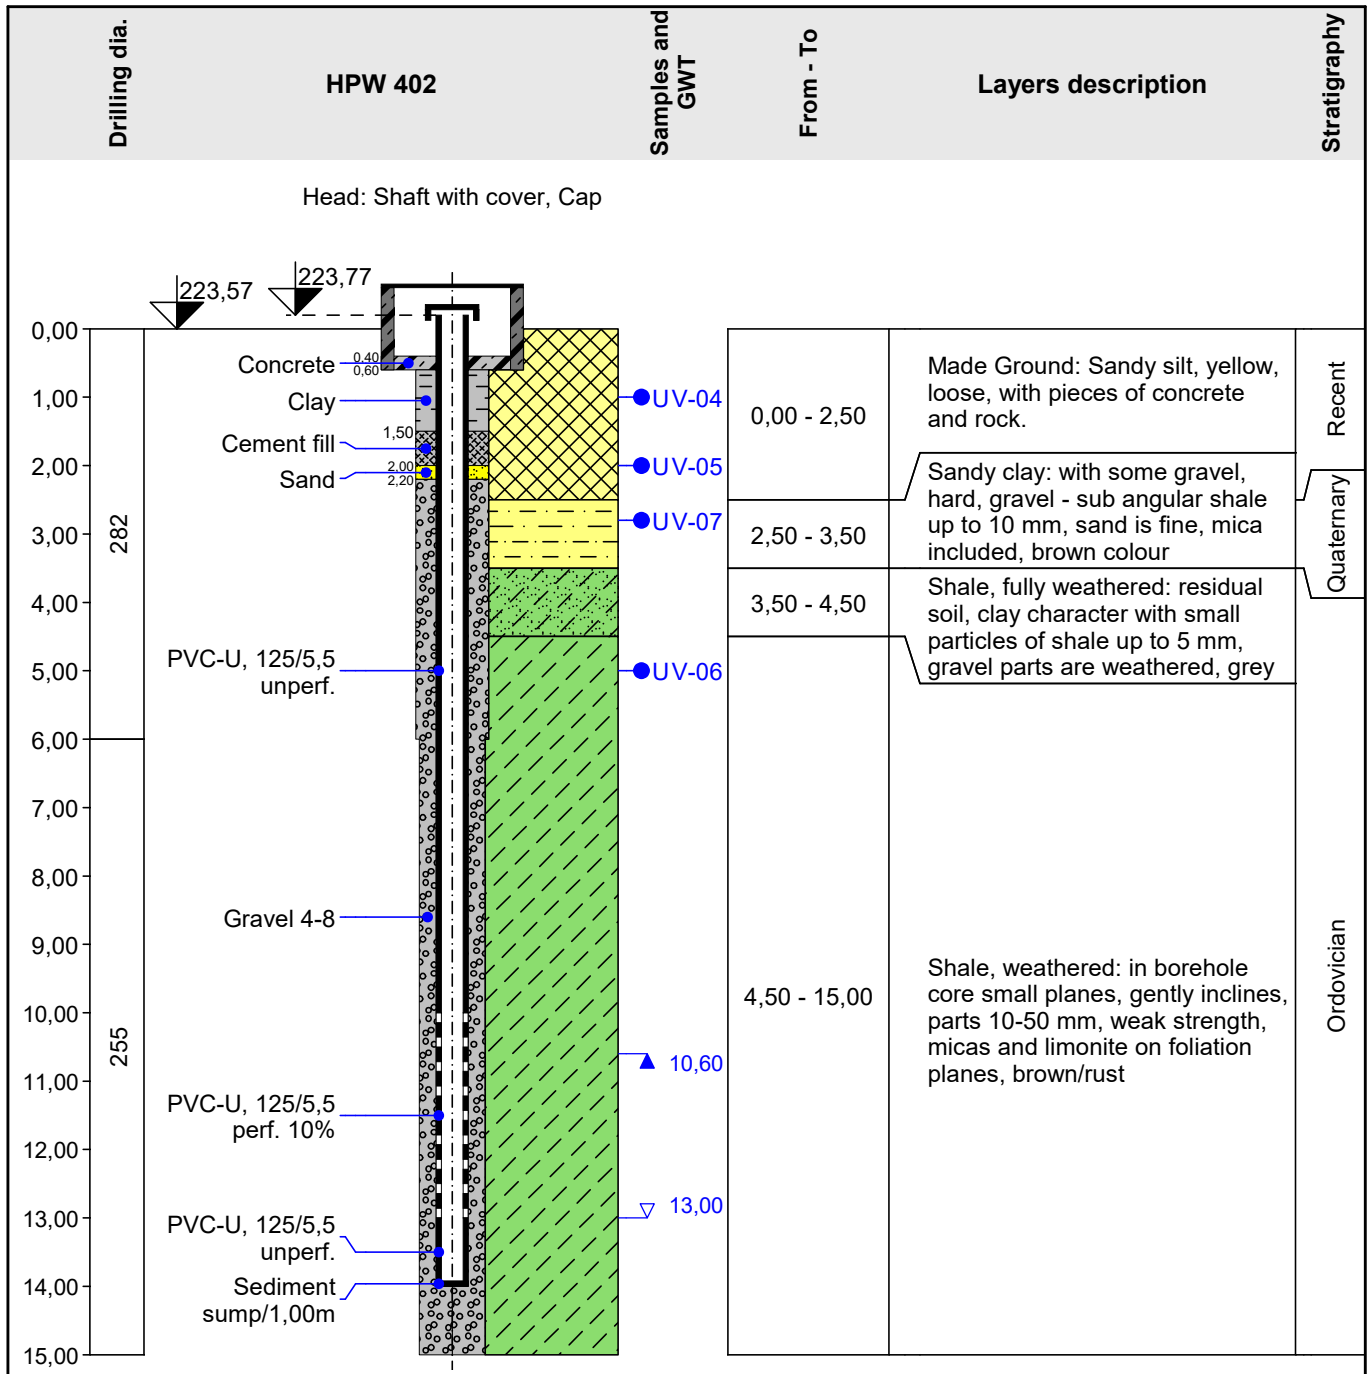 Drilling dia.
HPW 402
Samples and
GWT
From - To
Layers description
Stratigraphy
Head: Shaft with cover, Cap
223,57
223,77
0,00
1,00
2,00
3,00
4,00
5,00
6,00
7,00
8,00
9,00
10,00
11,00
12,00
13,00
14,00
15,00
282
255
Concrete
0.40
0,60
Clay
1,50
Cement fill
2,00
Sand
2,20
PVC-U, 125/5,5
unperf.
Gravel 4-8
PVC-U, 125/5,5
perf. 10%
PVC-U, 125/5,5
unperf.
Sediment
sump/1,00m
UV-04
UV-05
UV-07
UV-06
10,60
13,00
0,00 - 2,50
Made Ground: Sandy silt, yellow,
loose, with pieces of concrete
and rock.
Recent
2,50 - 3,50
Sandy clay: with some gravel,
hard, gravel - sub angular shale
up to 10 mm, sand is fine, mica
included, brown colour
Quaternary
3,50 - 4,50
Shale, fully weathered: residual
soil, clay character with small
particles of shale up to 5 mm,
gravel parts are weathered, grey
4,50 - 15,00
Shale, weathered: in borehole
core small planes, gently inclines,
parts 10-50 mm, weak strength,
micas and limonite on foliation
planes, brown/rust
Ordovician